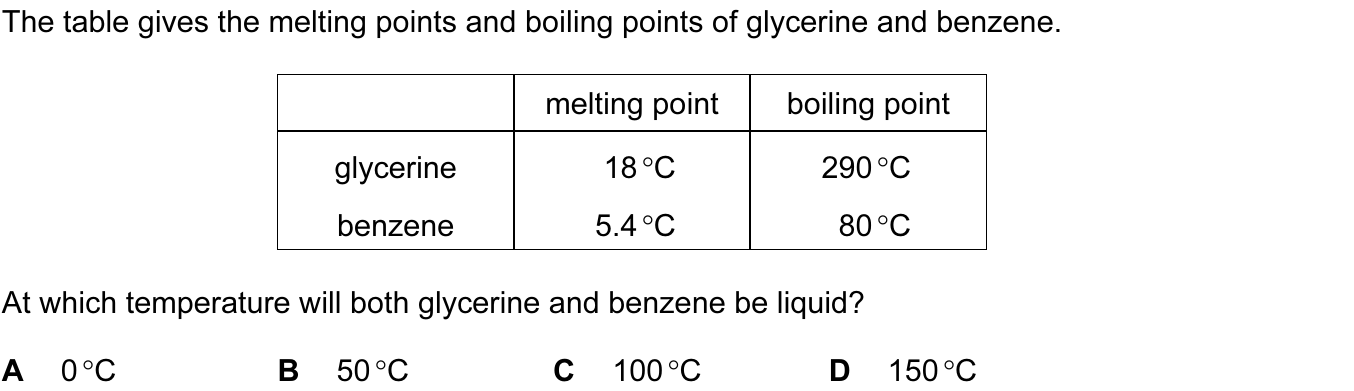 The table gives the melting points and boiling points of glycerine and benzene.
melting point boiling point
glycerine 18 °C 290 °C
benzene 5.4 °C 80 °C
At which temperature will both glycerine and benzene be liquid?
A 0 °C B 50 °C C 100 °C D 150 °C